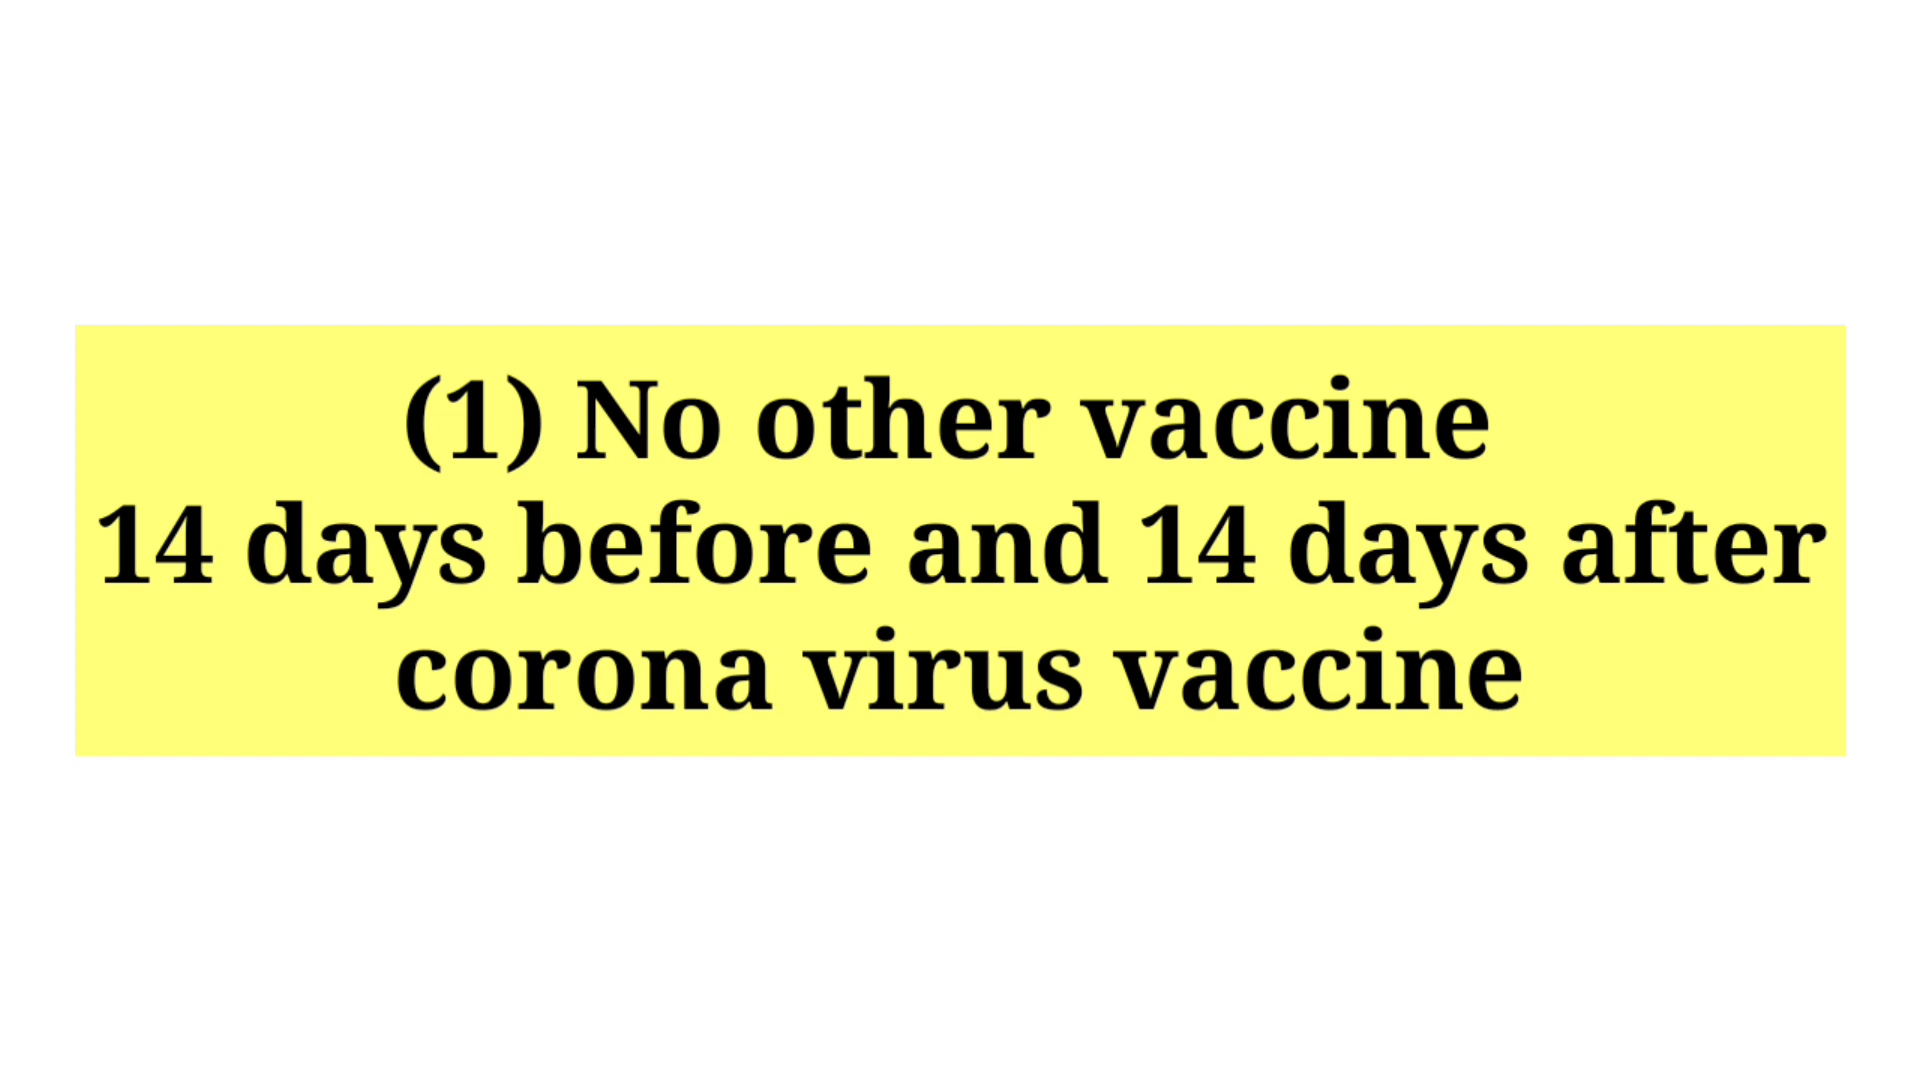 (1) No other vaccine
14 days before and 14 days after
corona virus vaccine